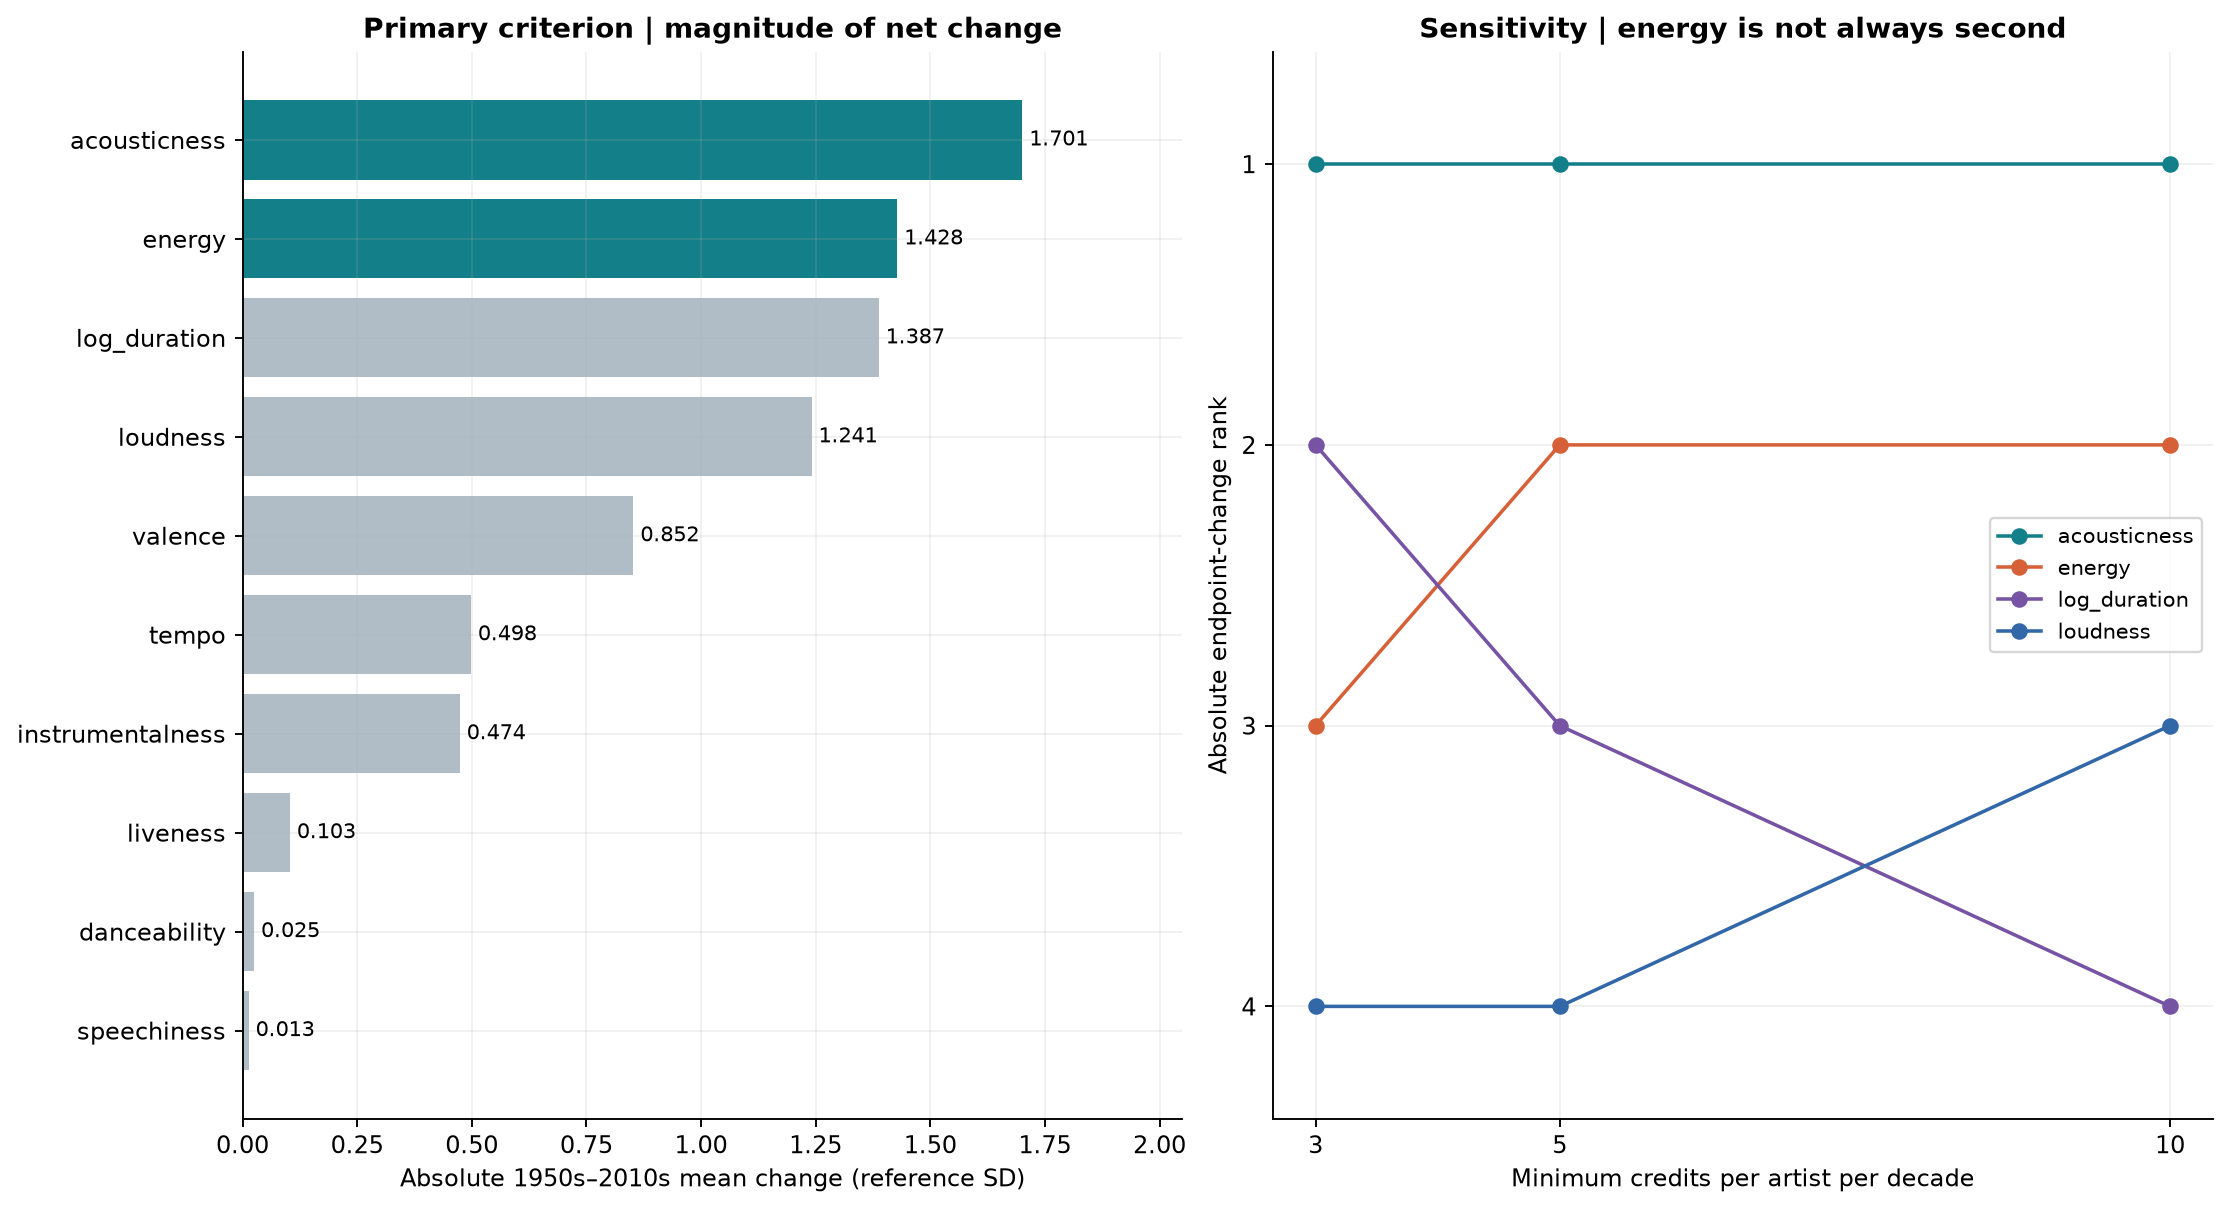 Primary criterion | magnitude of net change
acousticness
1.701
energy
1.428
log_duration
1.387
loudness
1.241
valence
0.852
tempo
0.498
instrumentalness
0.474
liveness
0.103
danceability
0.025
speechiness
0.013
0.00 0.25 0.50 0.75 1.00 1.25 1.50 1.75 2.00
Absolute 1950s–2010s mean change (reference SD)
Sensitivity | energy is not always second
Absolute endpoint-change rank
1
2
3
4
acousticness
energy
log_duration
loudness
3 5 10
Minimum credits per artist per decade